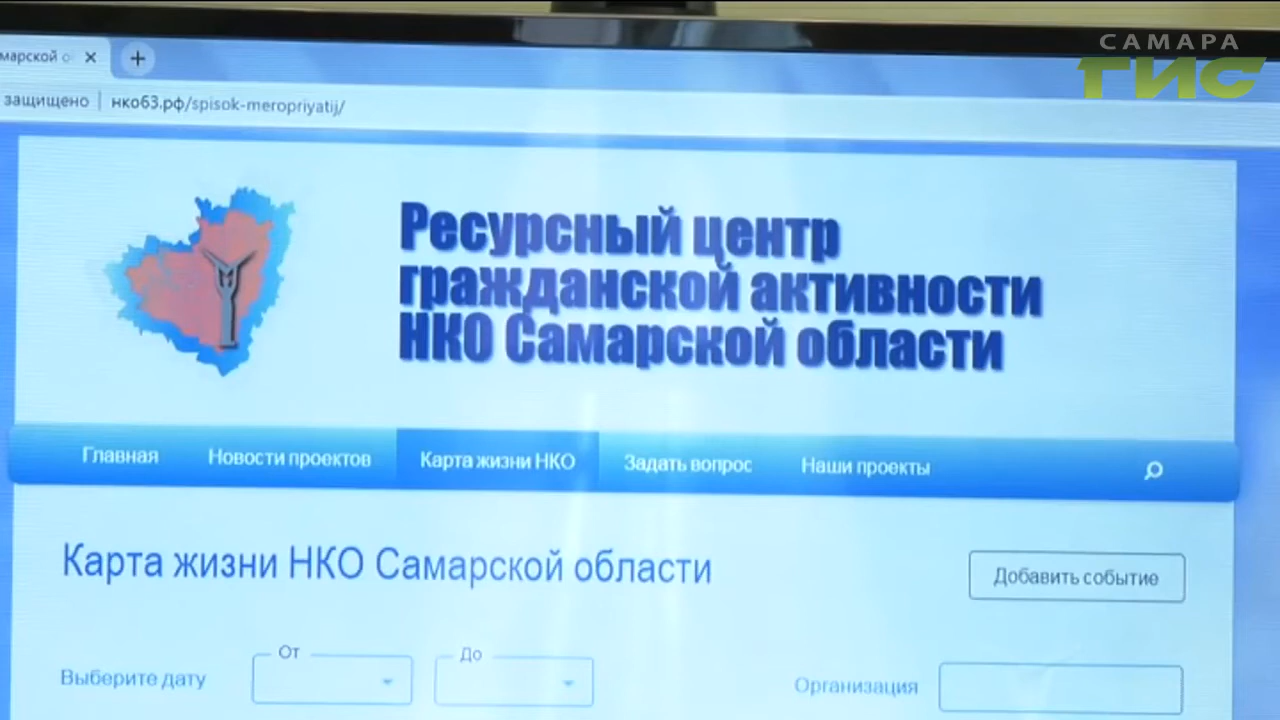 САМАРА
ГИС
марской о
защищено
нко63.рф/spisok-meropriyatij/
Ресурсный центр
гражданской активности
НКО Самарской области
Главная
Новости проектов
Карта жизни НКО
Задать вопрос
Наши проекты
Карта жизни НКО Самарской области
Добавить событие
Выберите дату
От
До
Организация